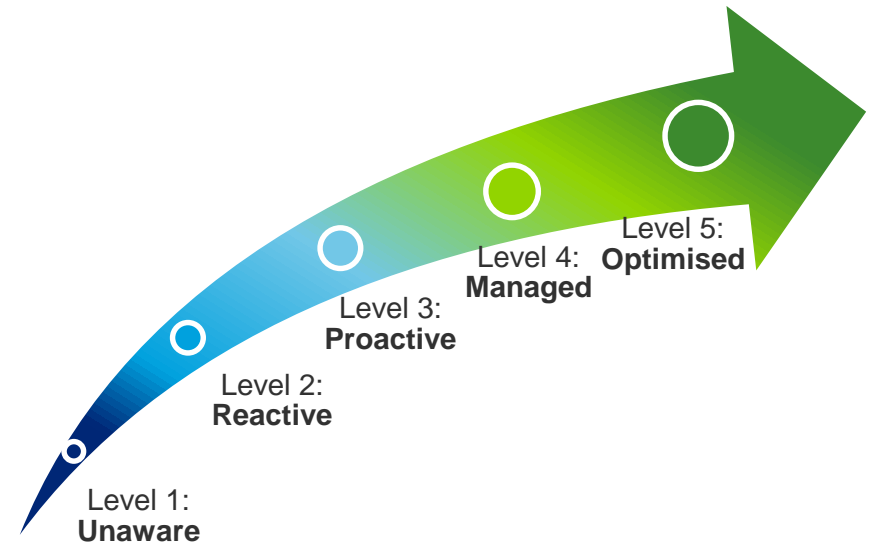 Level 5:
Optimised
Level 4:
Managed
Level 3:
Proactive
Level 2:
Reactive
Level 1:
Unaware